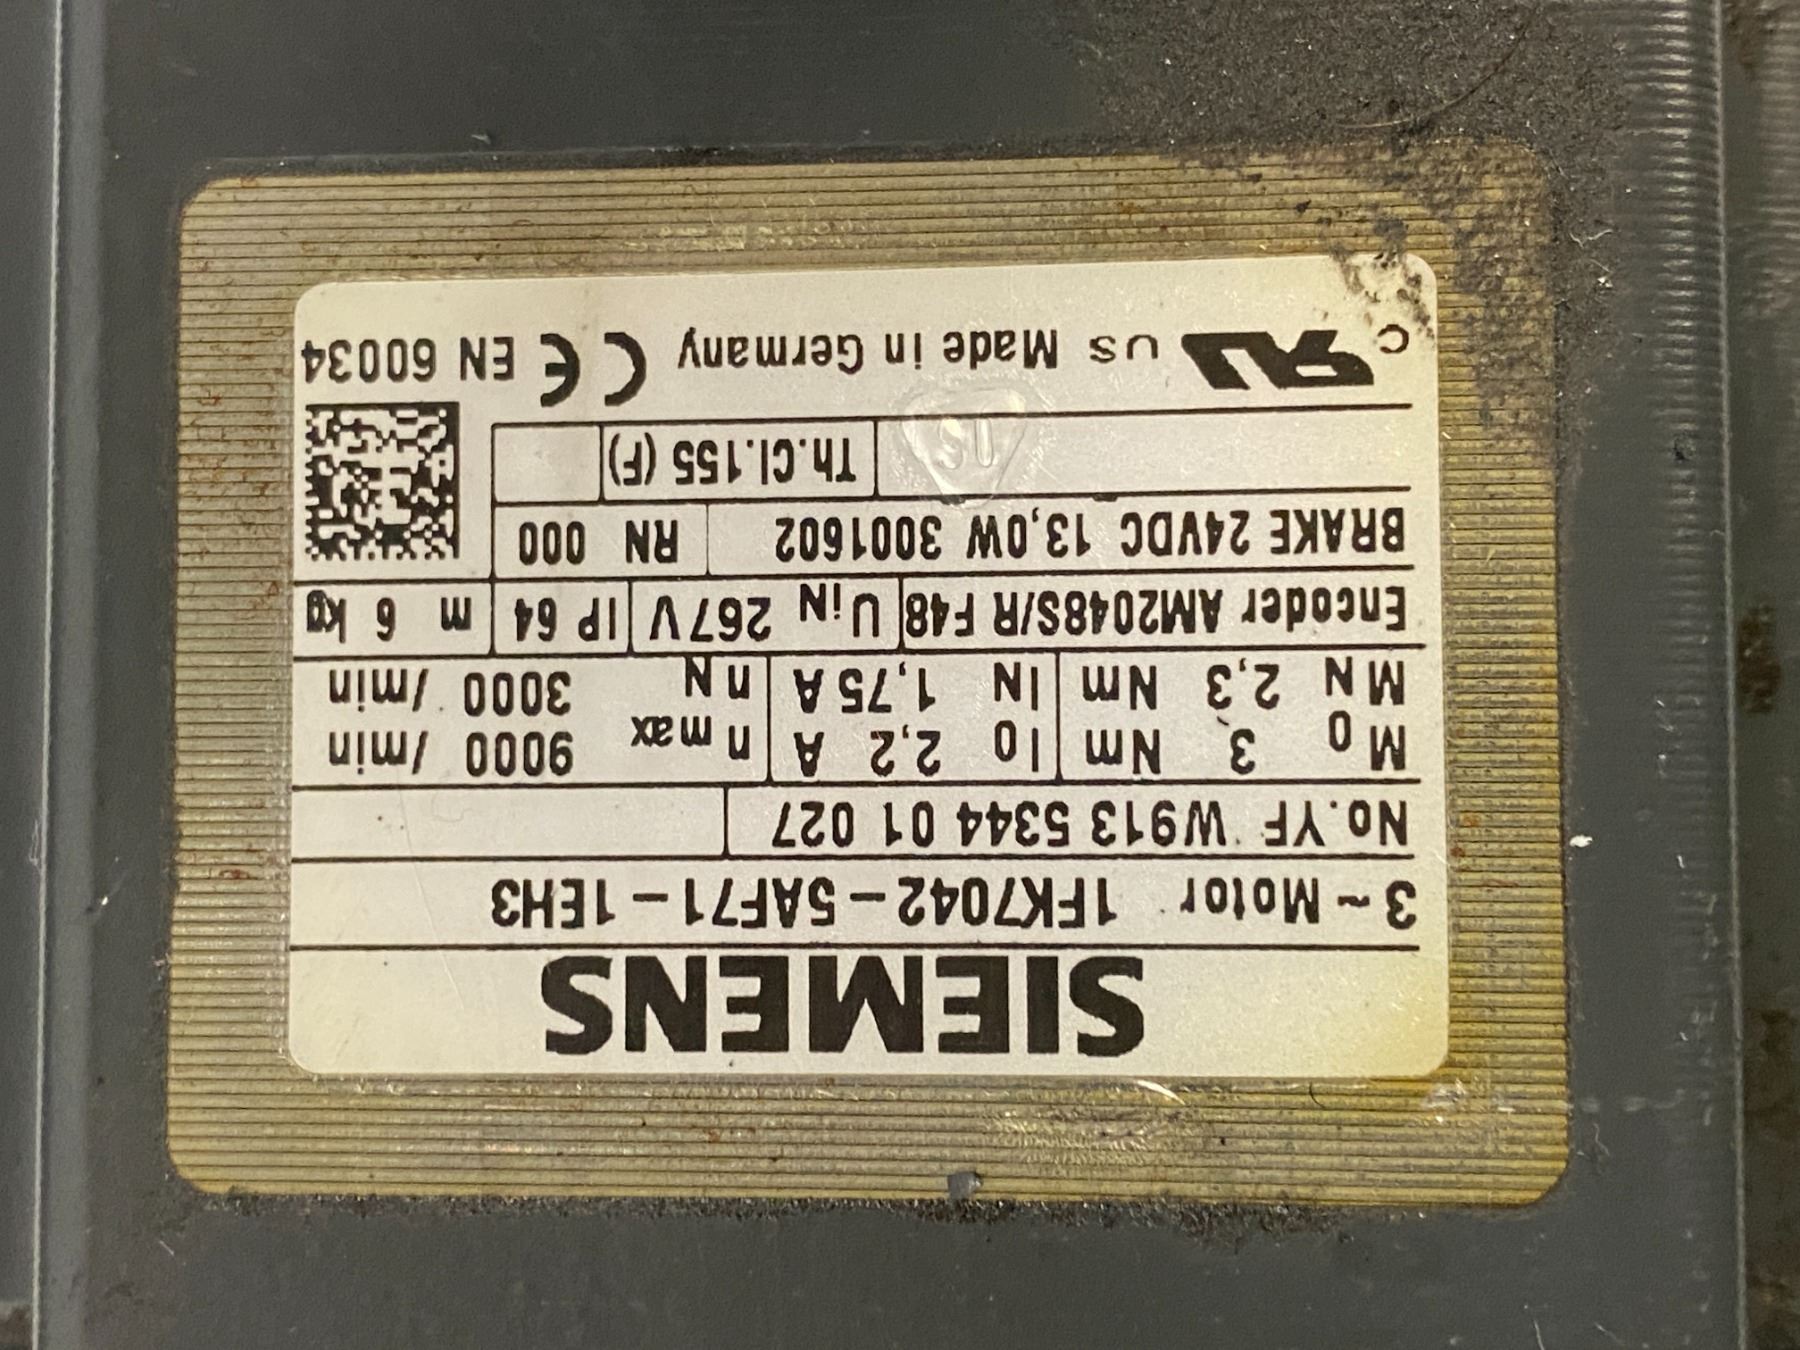 SIEMENS
3~Motor 1FK7042-5AF71-1EH3
No.YF W913 5344 01 027
M0 3 Nm I0 2,2 A nmax 9000 /min
MN 2,3 Nm IN 1,75 A nN 3000 /min
Encoder AM2048S/R F48 UiN 267V IP 64 m 6 kg
BRAKE 24VDC 13,0W 3001602 RN 000
Th.Cl.155 (F)
c US Made in Germany CE EN 60034